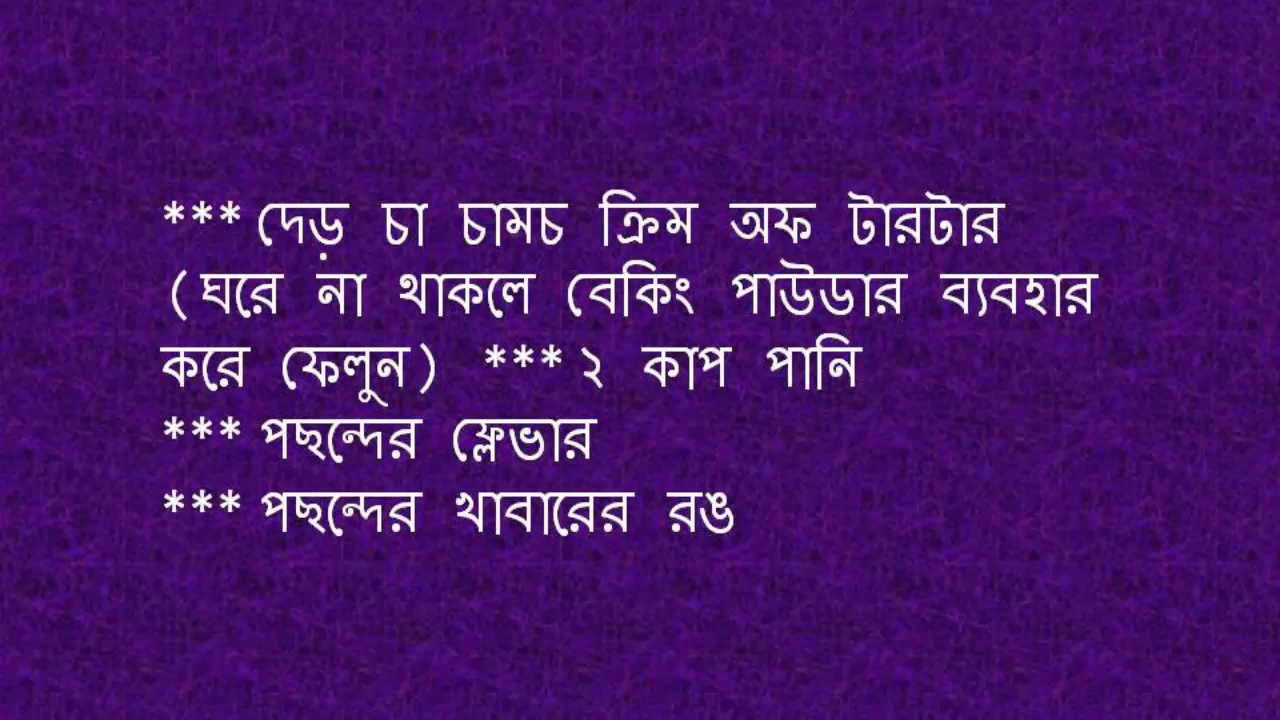 *** দেড় চা চামচ ক্রিম অফ টারটার
(ঘরে না থাকলে বেকিং পাউডার ব্যবহার
করে ফেলুন) *** ২ কাপ পানি
*** পছন্দের ফ্লেভার
*** পছন্দের খাবারের রঙ